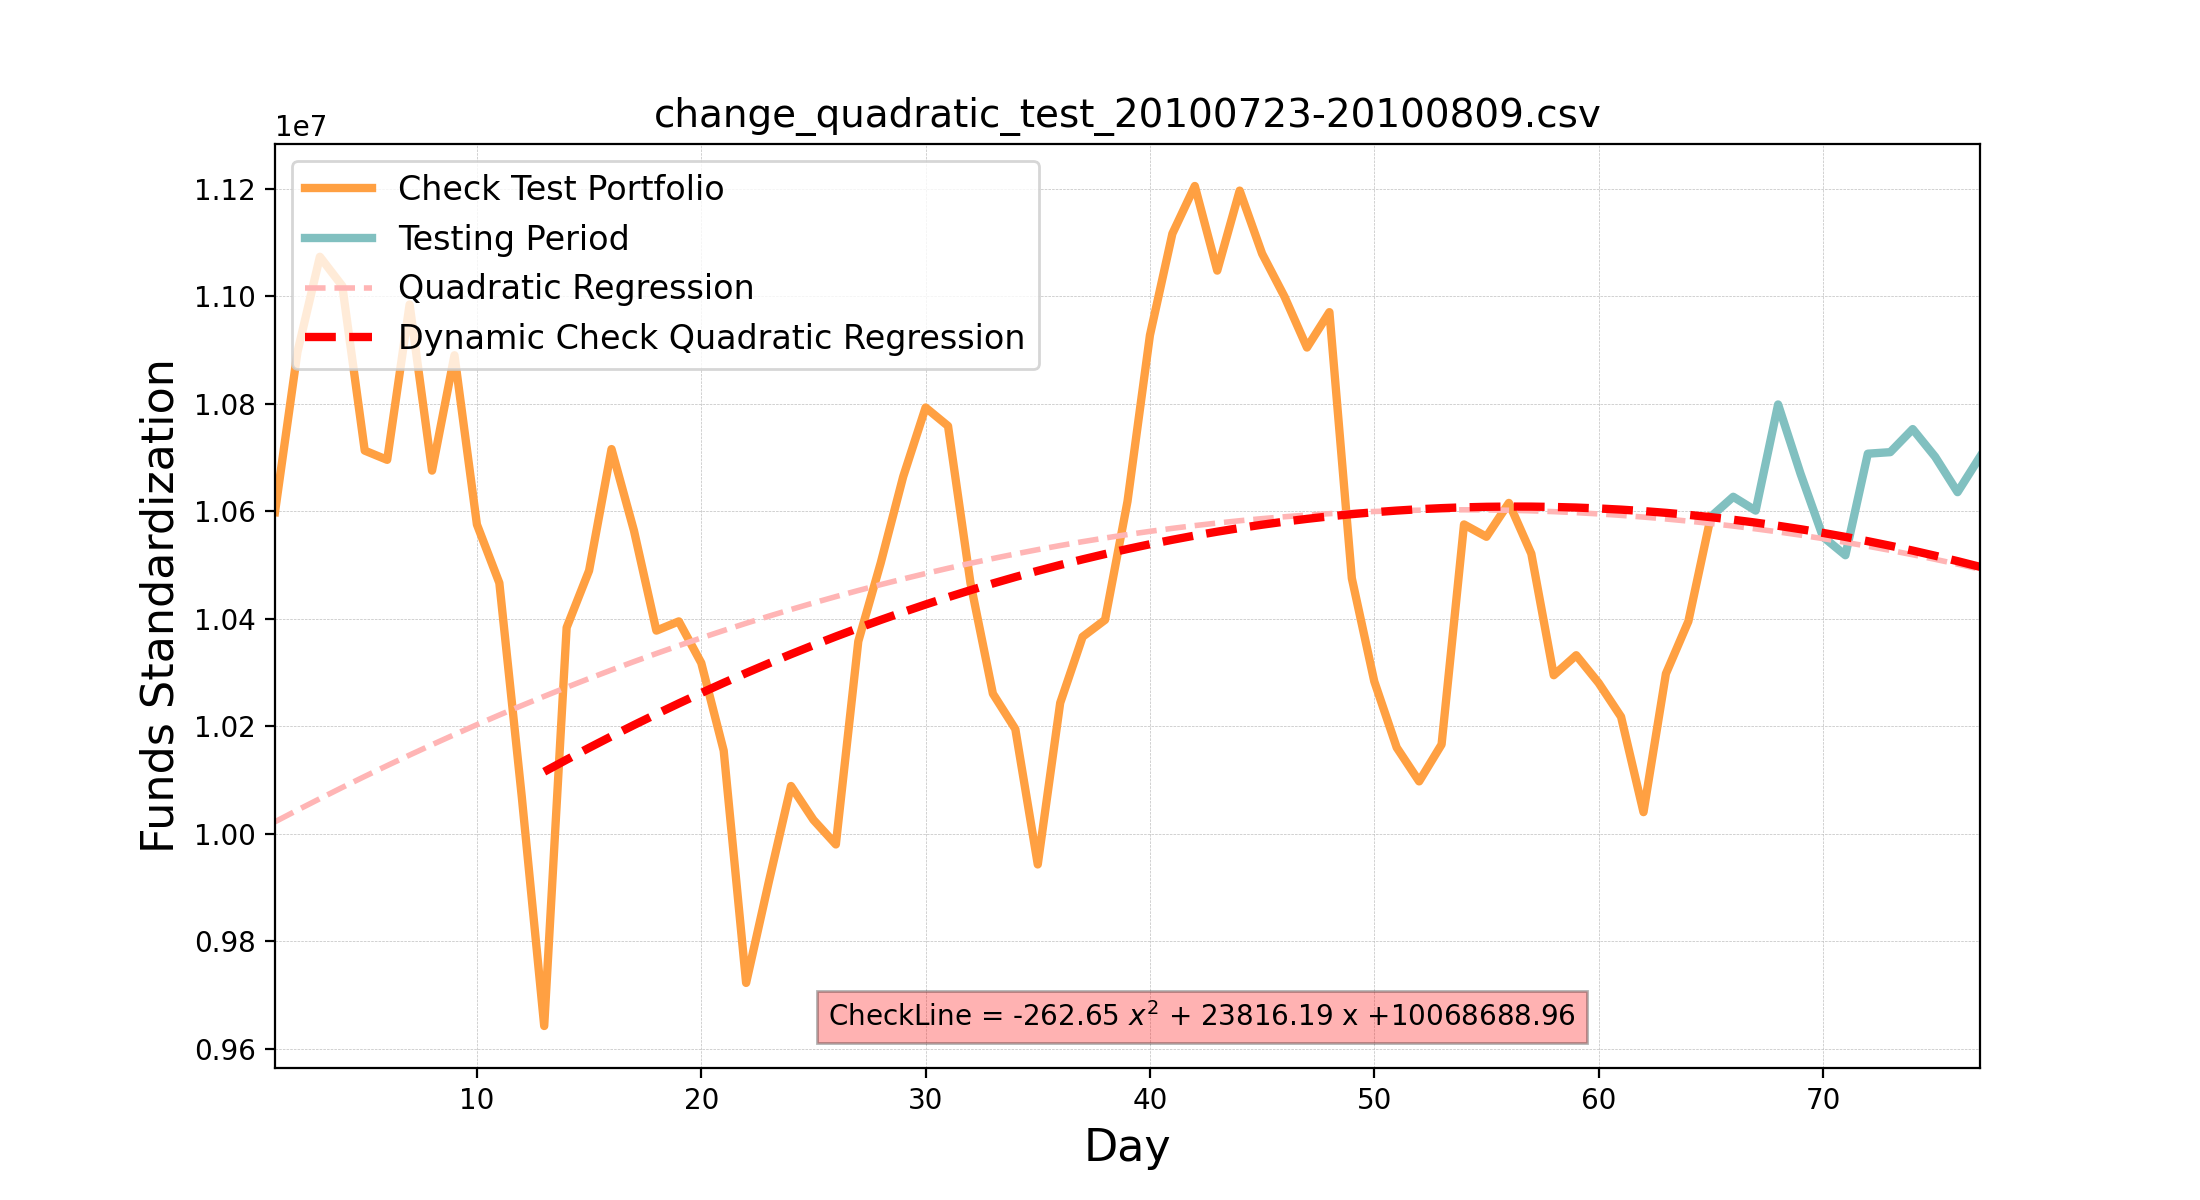 change_quadratic_test_20100723-20100809.csv
1e7
Check Test Portfolio
Testing Period
Quadratic Regression
Dynamic Check Quadratic Regression
1.12
1.10
1.08
1.06
1.04
1.02
1.00
0.98
0.96
Funds Standardization
CheckLine = -262.65 x² + 23816.19 x +10068688.96
10 20 30 40 50 60 70
Day